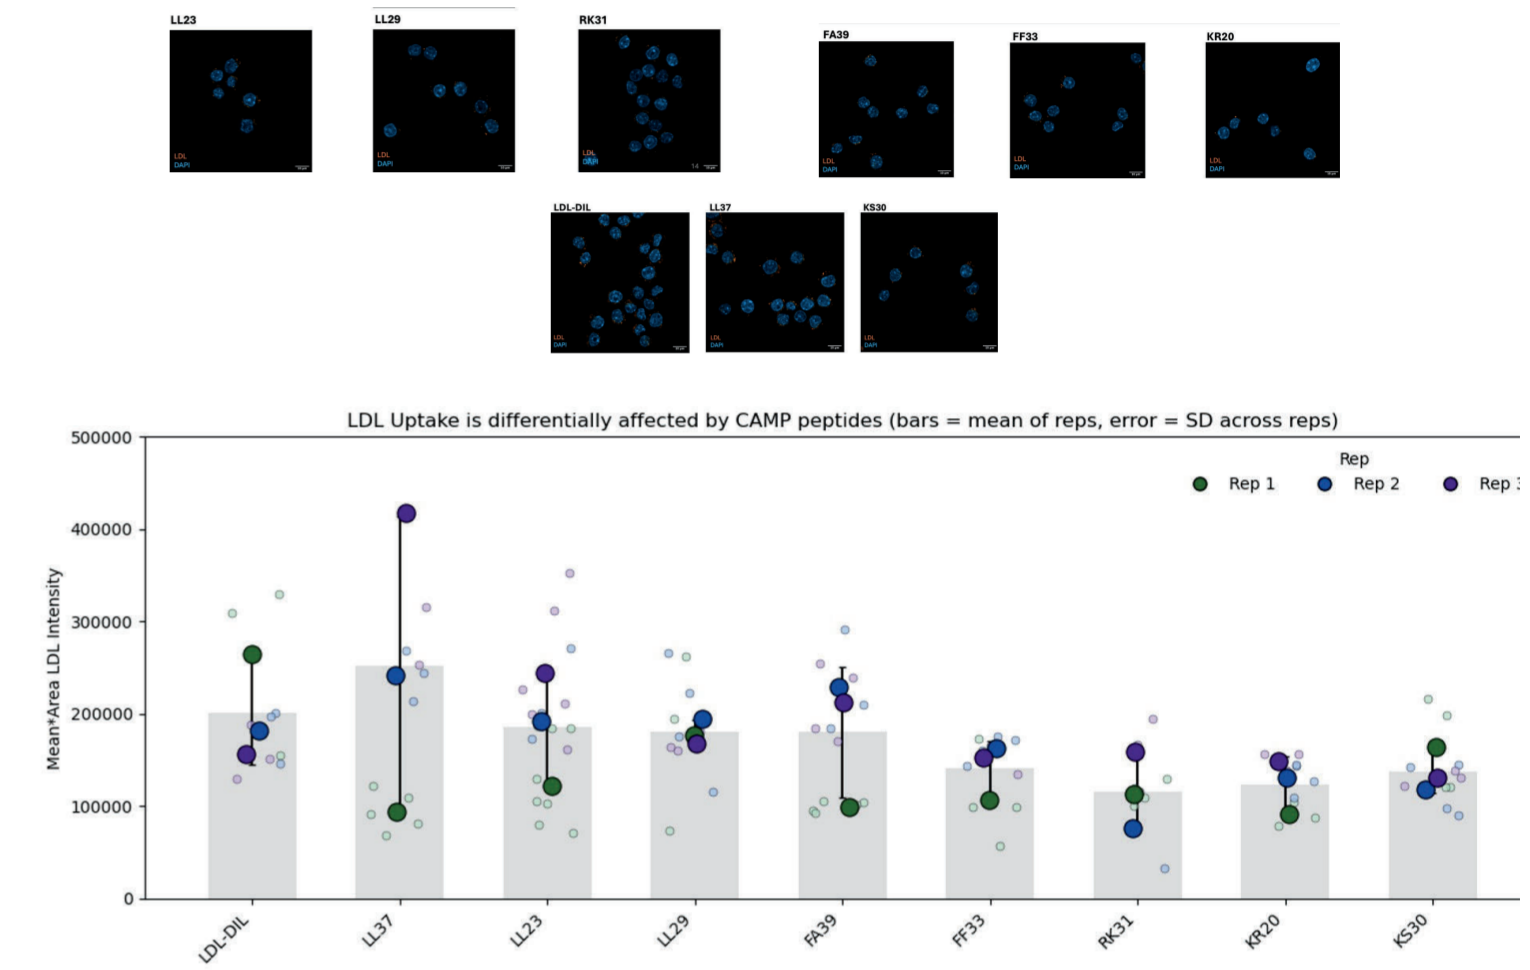 LL23
LL29
RK31
FA39
FF33
KR20
LDL
DAPI
LDL
DAPI
LDL
DAPI
14
LDL
DAPI
LDL
DAPI
LDL
DAPI
LDL-DIL
LL37
KS30
LDL
DAPI
LDL
DAPI
LDL
DAPI
LDL Uptake is differentially affected by CAMP peptides (bars = mean of reps, error = SD across reps)
Rep
Rep 1
Rep 2
Rep 3
Mean*Area LDL Intensity
500000
400000
300000
200000
100000
0
LDL-DIL
LL37
LL23
LL29
FA39
FF33
RK31
KR20
KS30